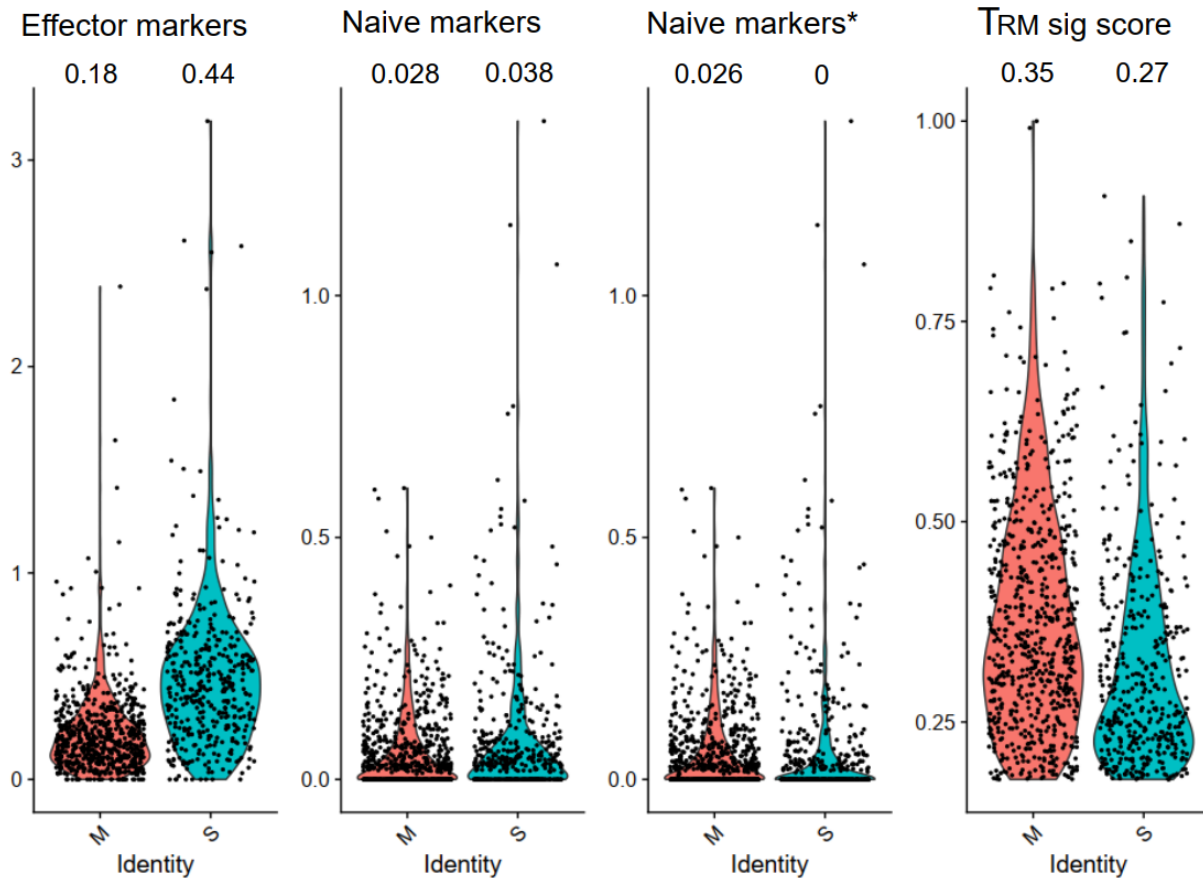 Effector markers
0.18 0.44
3
2
1
0
M S
Identity
Naive markers
0.028 0.038
1.0
0.5
0.0
M S
Identity
Naive markers*
0.026 0
1.0
0.5
0.0
M S
Identity
TRM sig score
0.35 0.27
1.00
0.75
0.50
0.25
M S
Identity